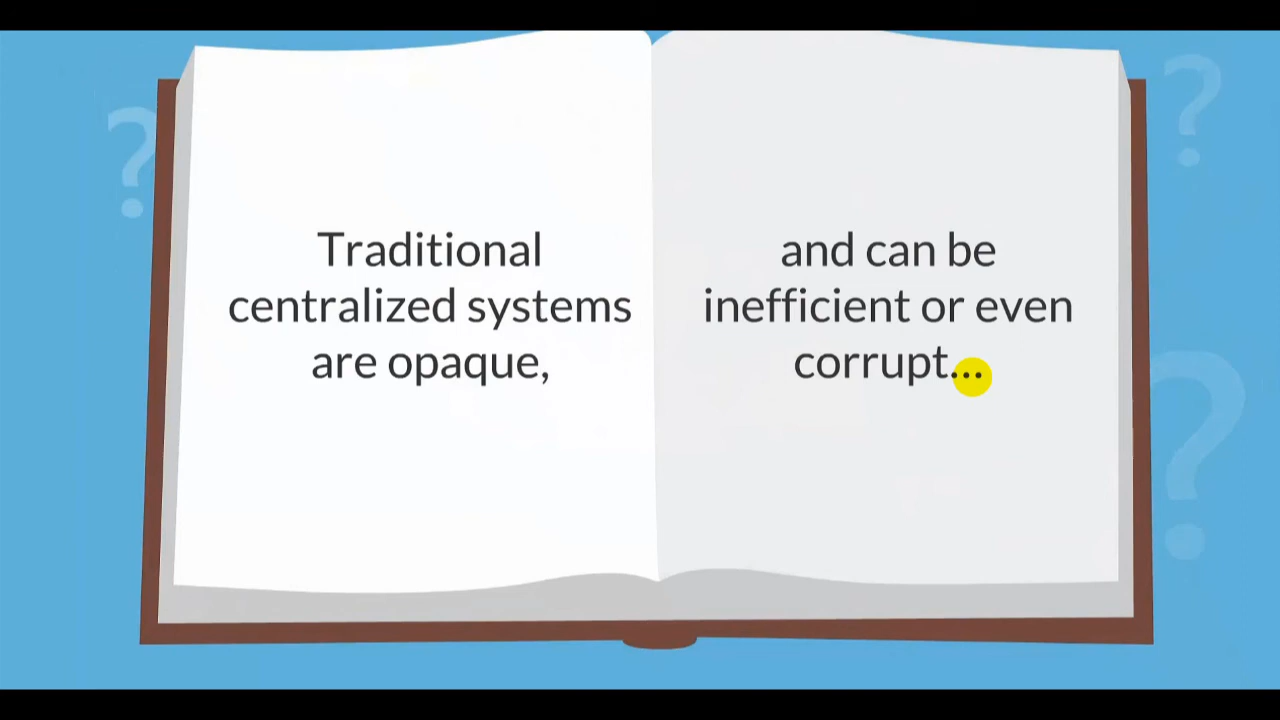 Traditional
centralized systems
are opaque,
and can be
inefficient or even
corrupt...